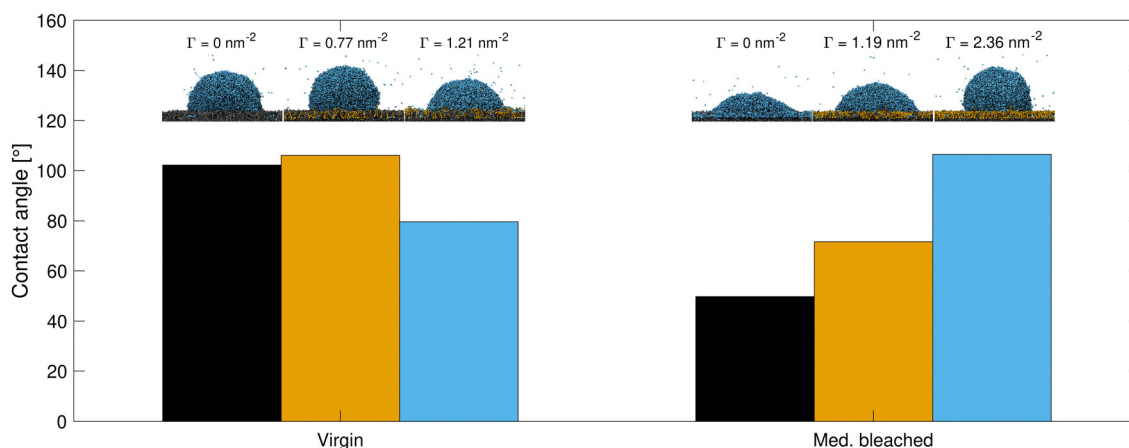 160
140
120
100
80
60
40
20
0
Contact angle [°]
Γ = 0 nm⁻² Γ = 0.77 nm⁻² Γ = 1.21 nm⁻²
Γ = 0 nm⁻² Γ = 1.19 nm⁻² Γ = 2.36 nm⁻²
Virgin
Med. bleached